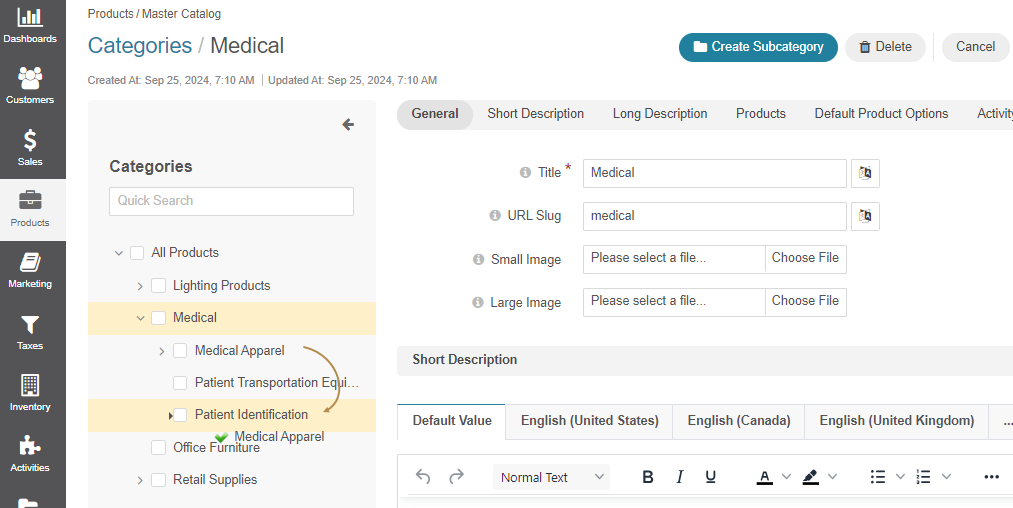 Products / Master Catalog
Categories / Medical
Create Subcategory
Delete
Cancel
Created At: Sep 25, 2024, 7:10 AM | Updated At: Sep 25, 2024, 7:10 AM
Dashboards
Customers
Sales
Products
Marketing
Taxes
Inventory
Activities
Categories
Quick Search
All Products
Lighting Products
Medical
Medical Apparel
Patient Transportation Equi...
Patient Identification
Medical Apparel
Office Furniture
Retail Supplies
General Short Description Long Description Products Default Product Options Activity
Title * Medical
URL Slug medical
Small Image Please select a file... Choose File
Large Image Please select a file... Choose File
Short Description
Default Value English (United States) English (Canada) English (United Kingdom) ...
Normal Text B I U A